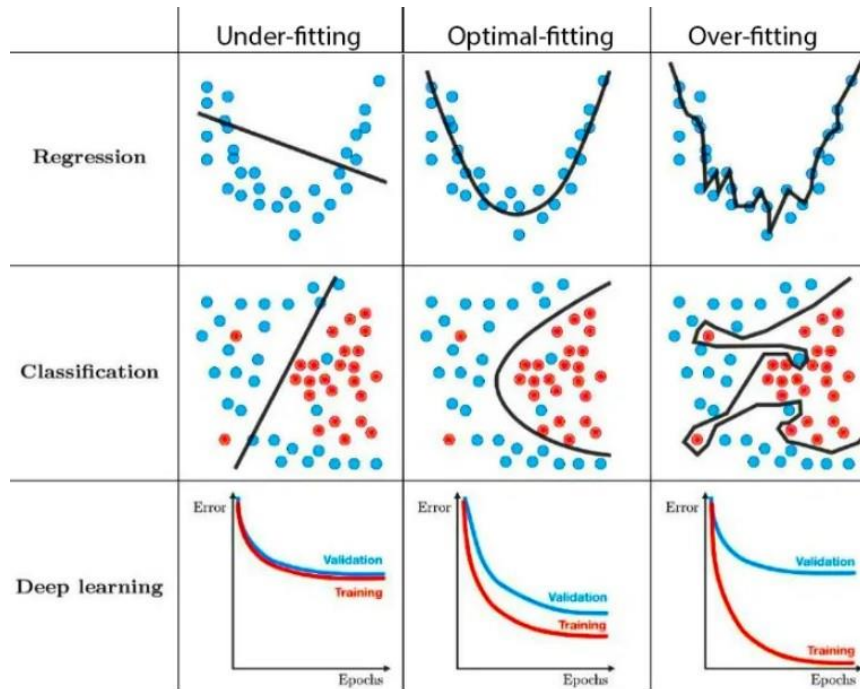 Under-fitting
Optimal-fitting
Over-fitting
Regression
Classification
Deep learning
Error
Validation
Training
Epochs
Error
Validation
Training
Epochs
Error
Validation
Training
Epochs